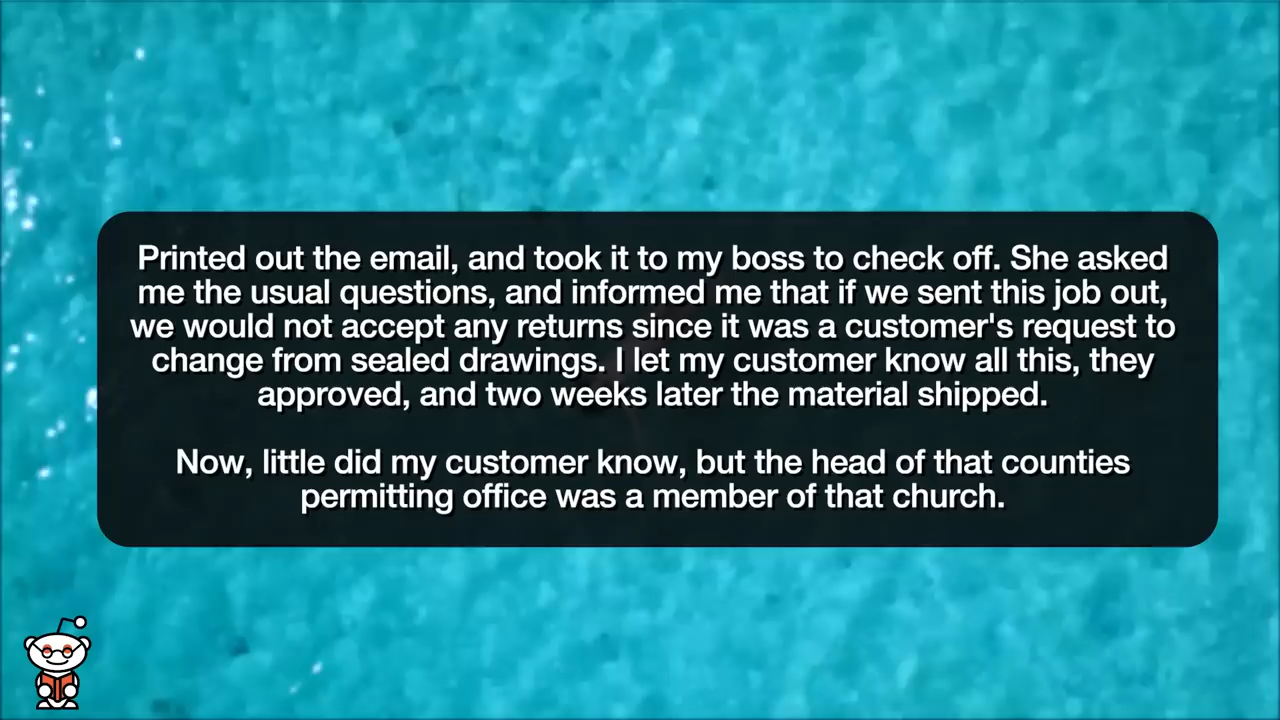 Printed out the email, and took it to my boss to check off. She asked
me the usual questions, and informed me that if we sent this job out,
we would not accept any returns since it was a customer's request to
change from sealed drawings. I let my customer know all this, they
approved, and two weeks later the material shipped.
Now, little did my customer know, but the head of that counties
permitting office was a member of that church.